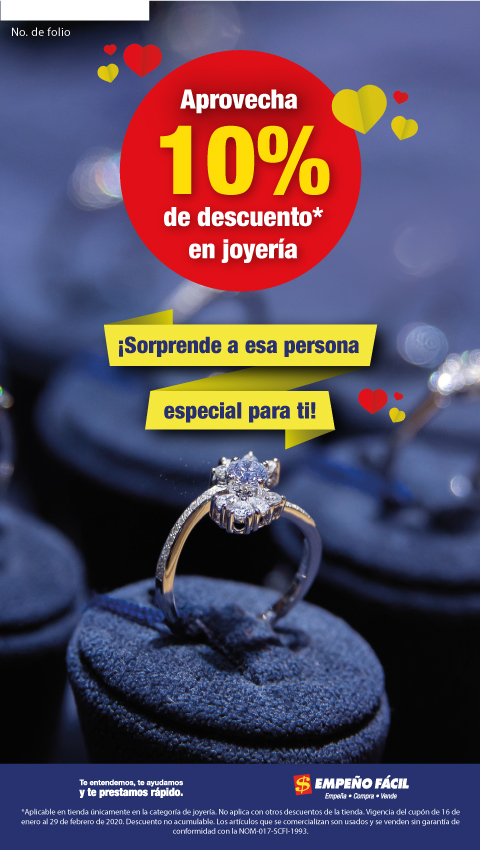 No. de folio
Aprovecha
10%
de descuento*
en joyería
¡Sorprende a esa persona
especial para ti!
Te entendemos, te ayudamos
y te prestamos rápido.
$ EMPEÑO FÁCIL
Empeña • Compra • Vende
*Aplicable en tienda únicamente en la categoría de joyería. No aplica con otros descuentos de la tienda. Vigencia del cupón de 16 de
enero al 29 de febrero de 2020. Descuento no acumulable. Los artículos que se comercializan son usados y se venden sin garantía de
conformidad con la NOM-017-SCFI-1993.